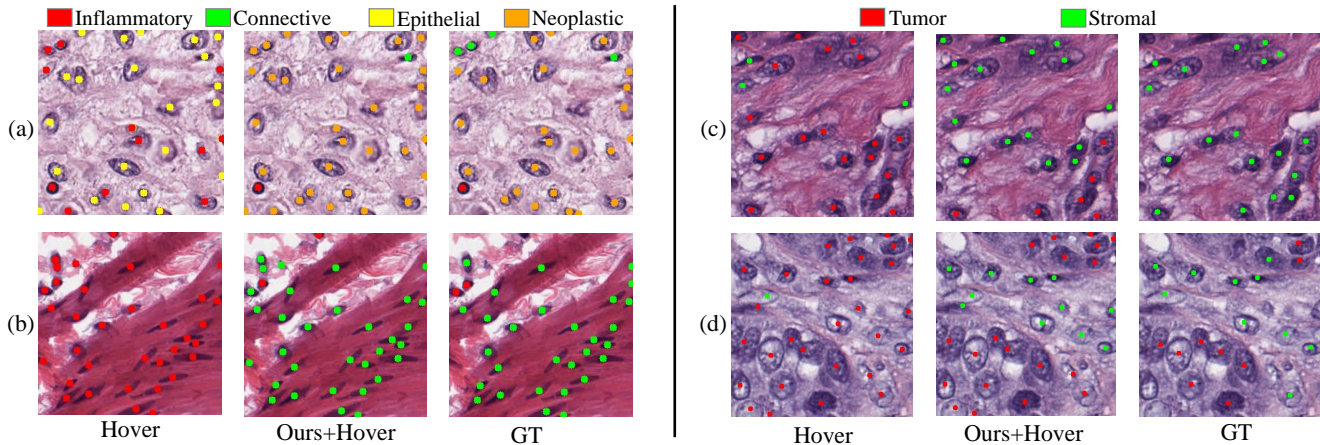 Inflammatory Connective Epithelial Neoplastic
Tumor Stromal
(a)
(c)
(b)
(d)
Hover Ours+Hover GT
Hover Ours+Hover GT